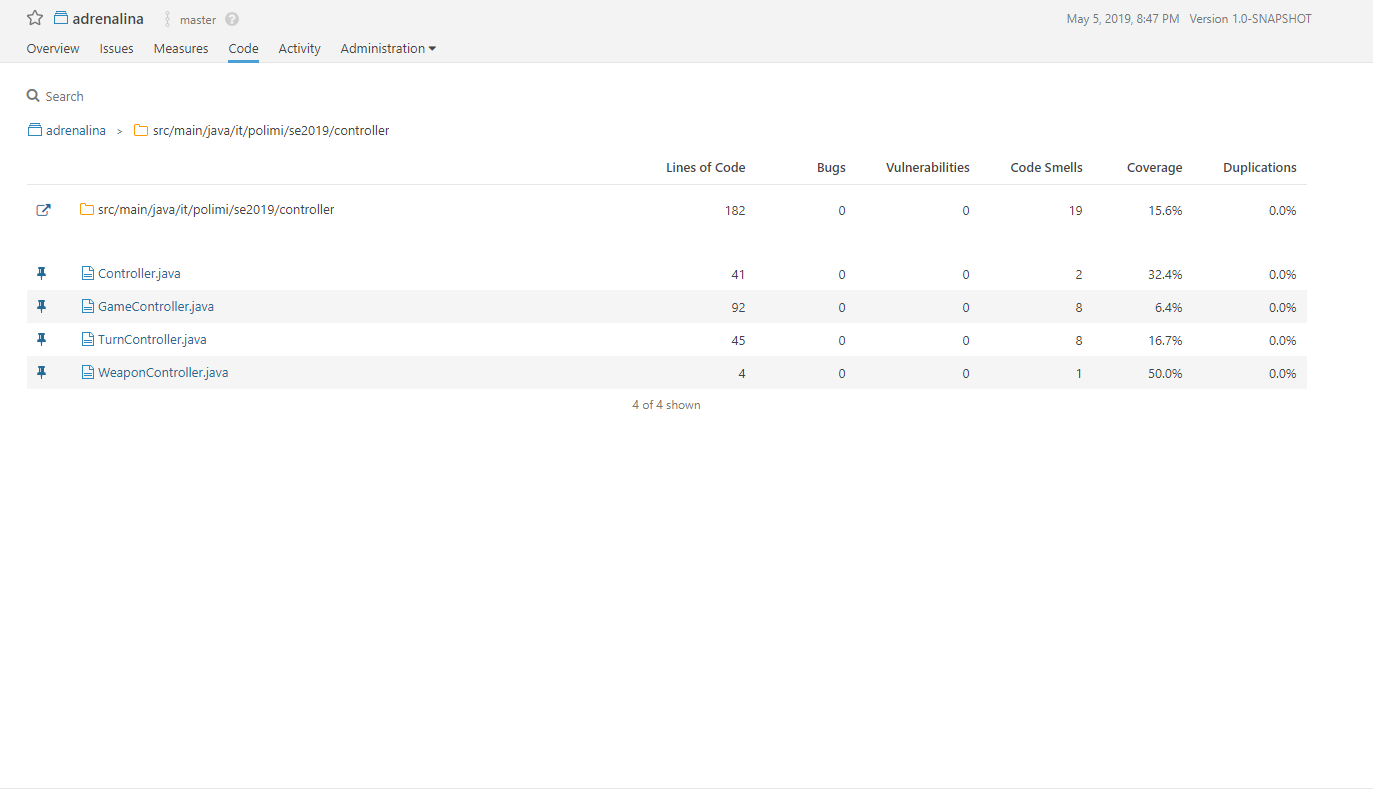 adrenalina master ? May 5, 2019, 8:47 PM Version 1.0-SNAPSHOT
Overview Issues Measures Code Activity Administration
Search
adrenalina > src/main/java/it/polimi/se2019/controller
Lines of Code Bugs Vulnerabilities Code Smells Coverage Duplications
src/main/java/it/polimi/se2019/controller 182 0 0 19 15.6% 0.0%
Controller.java 41 0 0 2 32.4% 0.0%
GameController.java 92 0 0 8 6.4% 0.0%
TurnController.java 45 0 0 8 16.7% 0.0%
WeaponController.java 4 0 0 1 50.0% 0.0%
4 of 4 shown